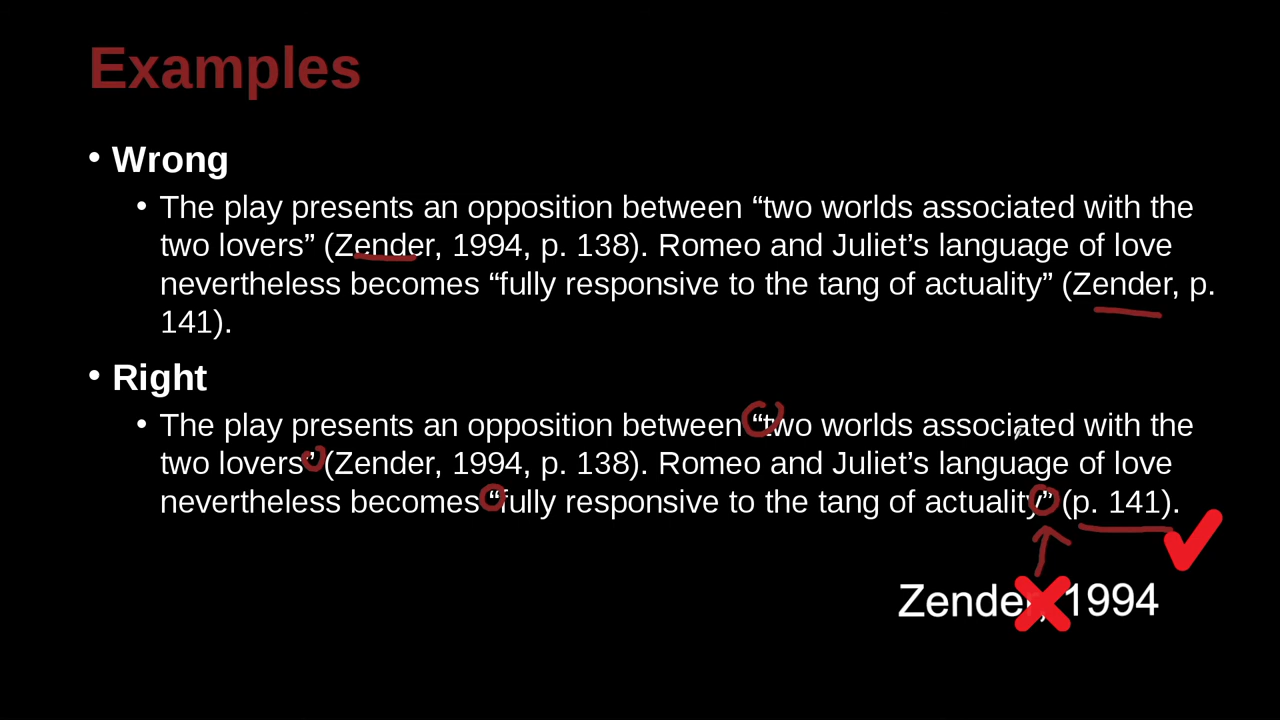 Examples
• Wrong
• The play presents an opposition between “two worlds associated with the
two lovers” (Zender, 1994, p. 138). Romeo and Juliet’s language of love
nevertheless becomes “fully responsive to the tang of actuality” (Zender, p.
141).
• Right
• The play presents an opposition between “two worlds associated with the
two lovers” (Zender, 1994, p. 138). Romeo and Juliet’s language of love
nevertheless becomes “fully responsive to the tang of actuality” (p. 141).
Zender, 1994